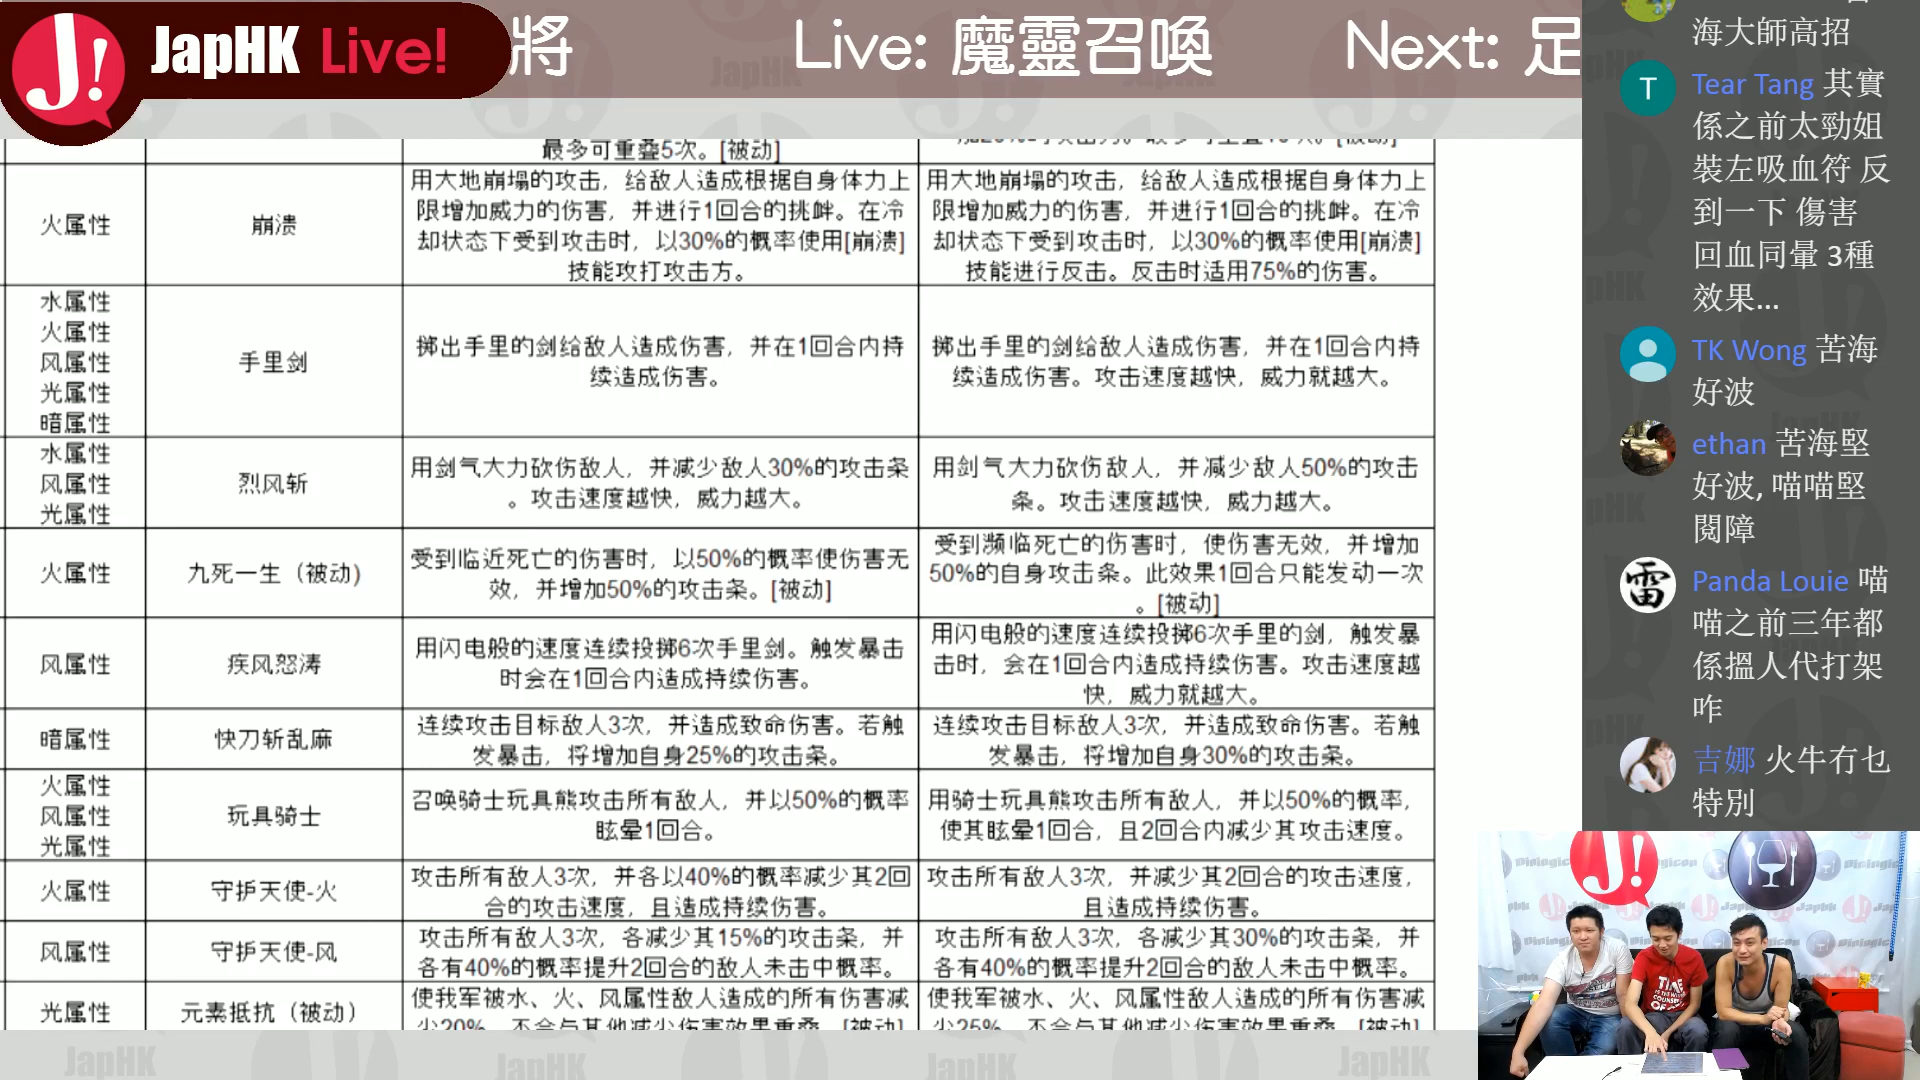 J! JapHK Live! 將 Live: 魔靈召喚 Next: 足
最多可重叠5次。[被动]
火属性
崩溃
用大地崩塌的攻击，给敌人造成根据自身体力上
限增加威力的伤害，并进行1回合的挑衅。在冷
却状态下受到攻击时，以30%的概率使用[崩溃]
技能攻打攻击方。
用大地崩塌的攻击，给敌人造成根据自身体力上
限增加威力的伤害，并进行1回合的挑衅。在冷
却状态下受到攻击时，以30%的概率使用[崩溃]
技能进行反击。反击时适用75%的伤害。
水属性
火属性
风属性
光属性
暗属性
手里剑
掷出手里的剑给敌人造成伤害，并在1回合内持
续造成伤害。
掷出手里的剑给敌人造成伤害，并在1回合内持
续造成伤害。攻击速度越快，威力就越大。
水属性
风属性
光属性
烈风斩
用剑气大力砍伤敌人，并减少敌人30%的攻击条
。攻击速度越快，威力越大。
用剑气大力砍伤敌人，并减少敌人50%的攻击
条。攻击速度越快，威力越大。
火属性
九死一生（被动）
受到临近死亡的伤害时，以50%的概率使伤害无
效，并增加50%的攻击条。[被动]
受到濒临死亡的伤害时，使伤害无效，并增加
50%的自身攻击条。此效果1回合只能发动一次
。[被动]
风属性
疾风怒涛
用闪电般的速度连续投掷6次手里剑。触发暴击
时会在1回合内造成持续伤害。
用闪电般的速度连续投掷6次手里的剑，触发暴
击时，会在1回合内造成持续伤害。攻击速度越
快，威力就越大。
暗属性
快刀斩乱麻
连续攻击目标敌人3次，并造成致命伤害。若触
发暴击，将增加自身25%的攻击条。
连续攻击目标敌人3次，并造成致命伤害。若触
发暴击，将增加自身30%的攻击条。
火属性
风属性
光属性
玩具骑士
召唤骑士玩具熊攻击所有敌人，并以50%的概率
眩晕1回合。
用骑士玩具熊攻击所有敌人，并以50%的概率，
使其眩晕1回合，且2回合内减少其攻击速度。
火属性
守护天使-火
攻击所有敌人3次，并各以40%的概率减少其2回
合的攻击速度，且造成持续伤害。
攻击所有敌人3次，并减少其2回合的攻击速度，
且造成持续伤害。
风属性
守护天使-风
攻击所有敌人3次，各减少其15%的攻击条，并
各有40%的概率提升2回合的敌人未击中概率。
攻击所有敌人3次，各减少其30%的攻击条，并
各有40%的概率提升2回合的敌人未击中概率。
光属性
元素抵抗（被动）
使我军被水、火、风属性敌人造成的所有伤害减
少20%，不会与其他减少伤害效果重叠。[被动]
使我军被水、火、风属性敌人造成的所有伤害减
少25%，不会与其他减少伤害效果重叠。[被动]
海大師高招
T Tear Tang 其實
係之前太勁姐
裝左吸血符 反
到一下 傷害
回血同暈 3種
效果...
TK Wong 苦海
好波
ethan 苦海堅
好波, 喵喵堅
閱障
雷 Panda Louie 喵
喵之前三年都
係搵人代打架
咋
吉娜 火牛冇乜
特別